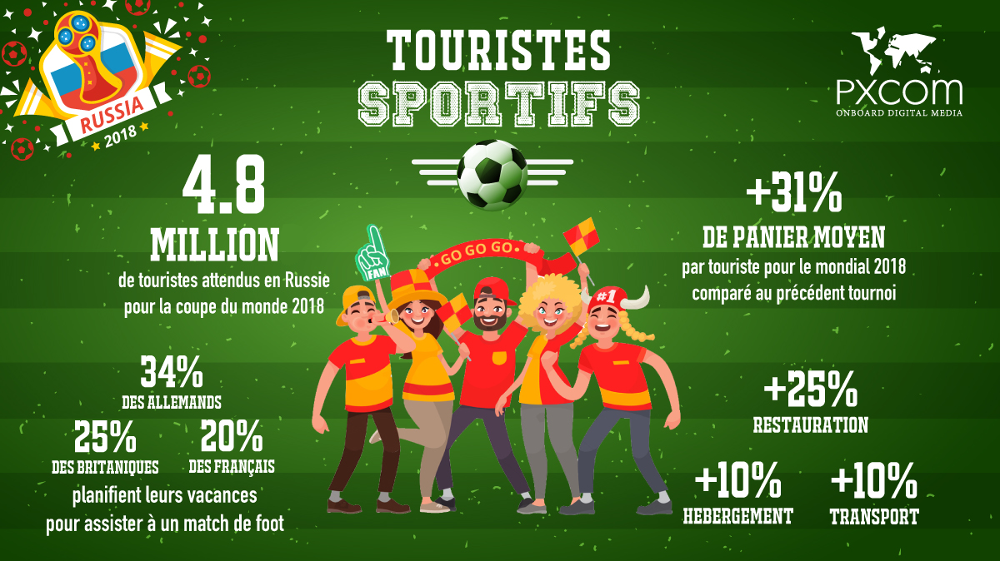 RUSSIA
2018
TOURISTES
SPORTIFS
PXCOM
ONBOARD DIGITAL MEDIA
4.8
MILLION
de touristes attendus en Russie
pour la coupe du monde 2018
34%
DES ALLEMANDS
25%
DES BRITANIQUES
20%
DES FRANÇAIS
planifient leurs vacances
pour assister à un match de foot
FAN
•GO GO GO•
#1
+31%
DE PANIER MOYEN
par touriste pour le mondial 2018
comparé au précédent tournoi
+25%
RESTAURATION
+10%
HEBERGEMENT
+10%
TRANSPORT